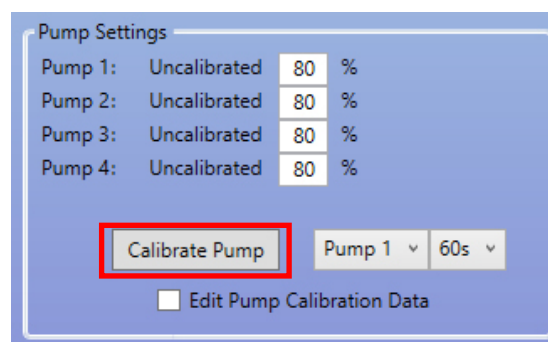 Pump Settings
Pump 1: Uncalibrated 80 %
Pump 2: Uncalibrated 80 %
Pump 3: Uncalibrated 80 %
Pump 4: Uncalibrated 80 %
Calibrate Pump Pump 1 60s
Edit Pump Calibration Data